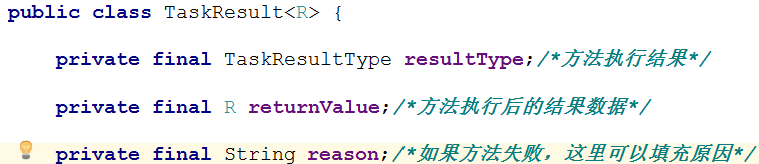 public class TaskResult<R> {
private final TaskResultType resultType;/*方法执行结果*/
private final R returnValue;/*方法执行后的结果数据*/
private final String reason;/*如果方法失败，这里可以填充原因*/